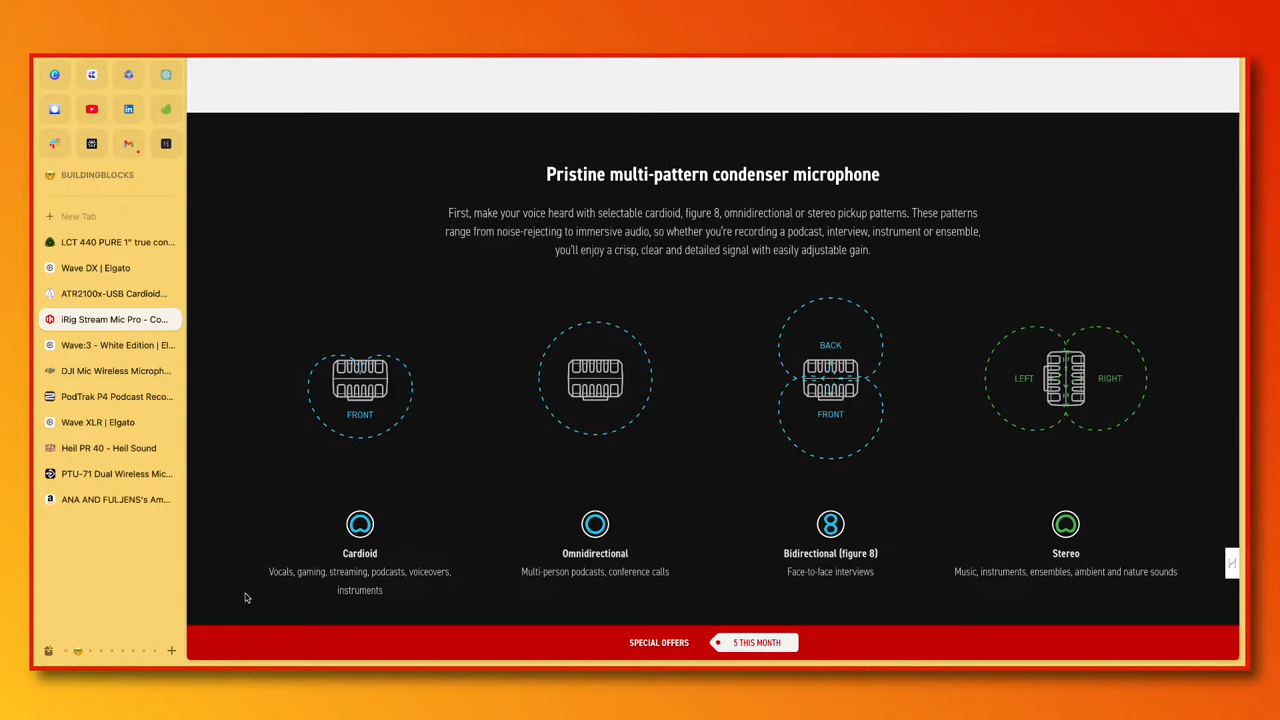 BUILDINGBLOCKS
New Tab
LCT 440 PURE 1" true con...
Wave DX | Elgato
ATR2100x-USB Cardioid...
iRig Stream Mic Pro - Co...
Wave:3 - White Edition | El...
DJI Mic Wireless Microph...
PodTrak P4 Podcast Reco...
Wave XLR | Elgato
Heil PR 40 - Heil Sound
PTU-71 Dual Wireless Mic...
ANA AND FULJENS's Am...
Pristine multi-pattern condenser microphone
First, make your voice heard with selectable cardioid, figure 8, omnidirectional or stereo pickup patterns. These patterns
range from noise-rejecting to immersive audio, so whether you're recording a podcast, interview, instrument or ensemble,
you'll enjoy a crisp, clear and detailed signal with easily adjustable gain.
FRONT
BACK
FRONT
LEFT
RIGHT
Cardioid
Vocals, gaming, streaming, podcasts, voiceovers,
instruments
Omnidirectional
Multi-person podcasts, conference calls
Bidirectional (figure 8)
Face-to-face interviews
Stereo
Music, instruments, ensembles, ambient and nature sounds
SPECIAL OFFERS
5 THIS MONTH